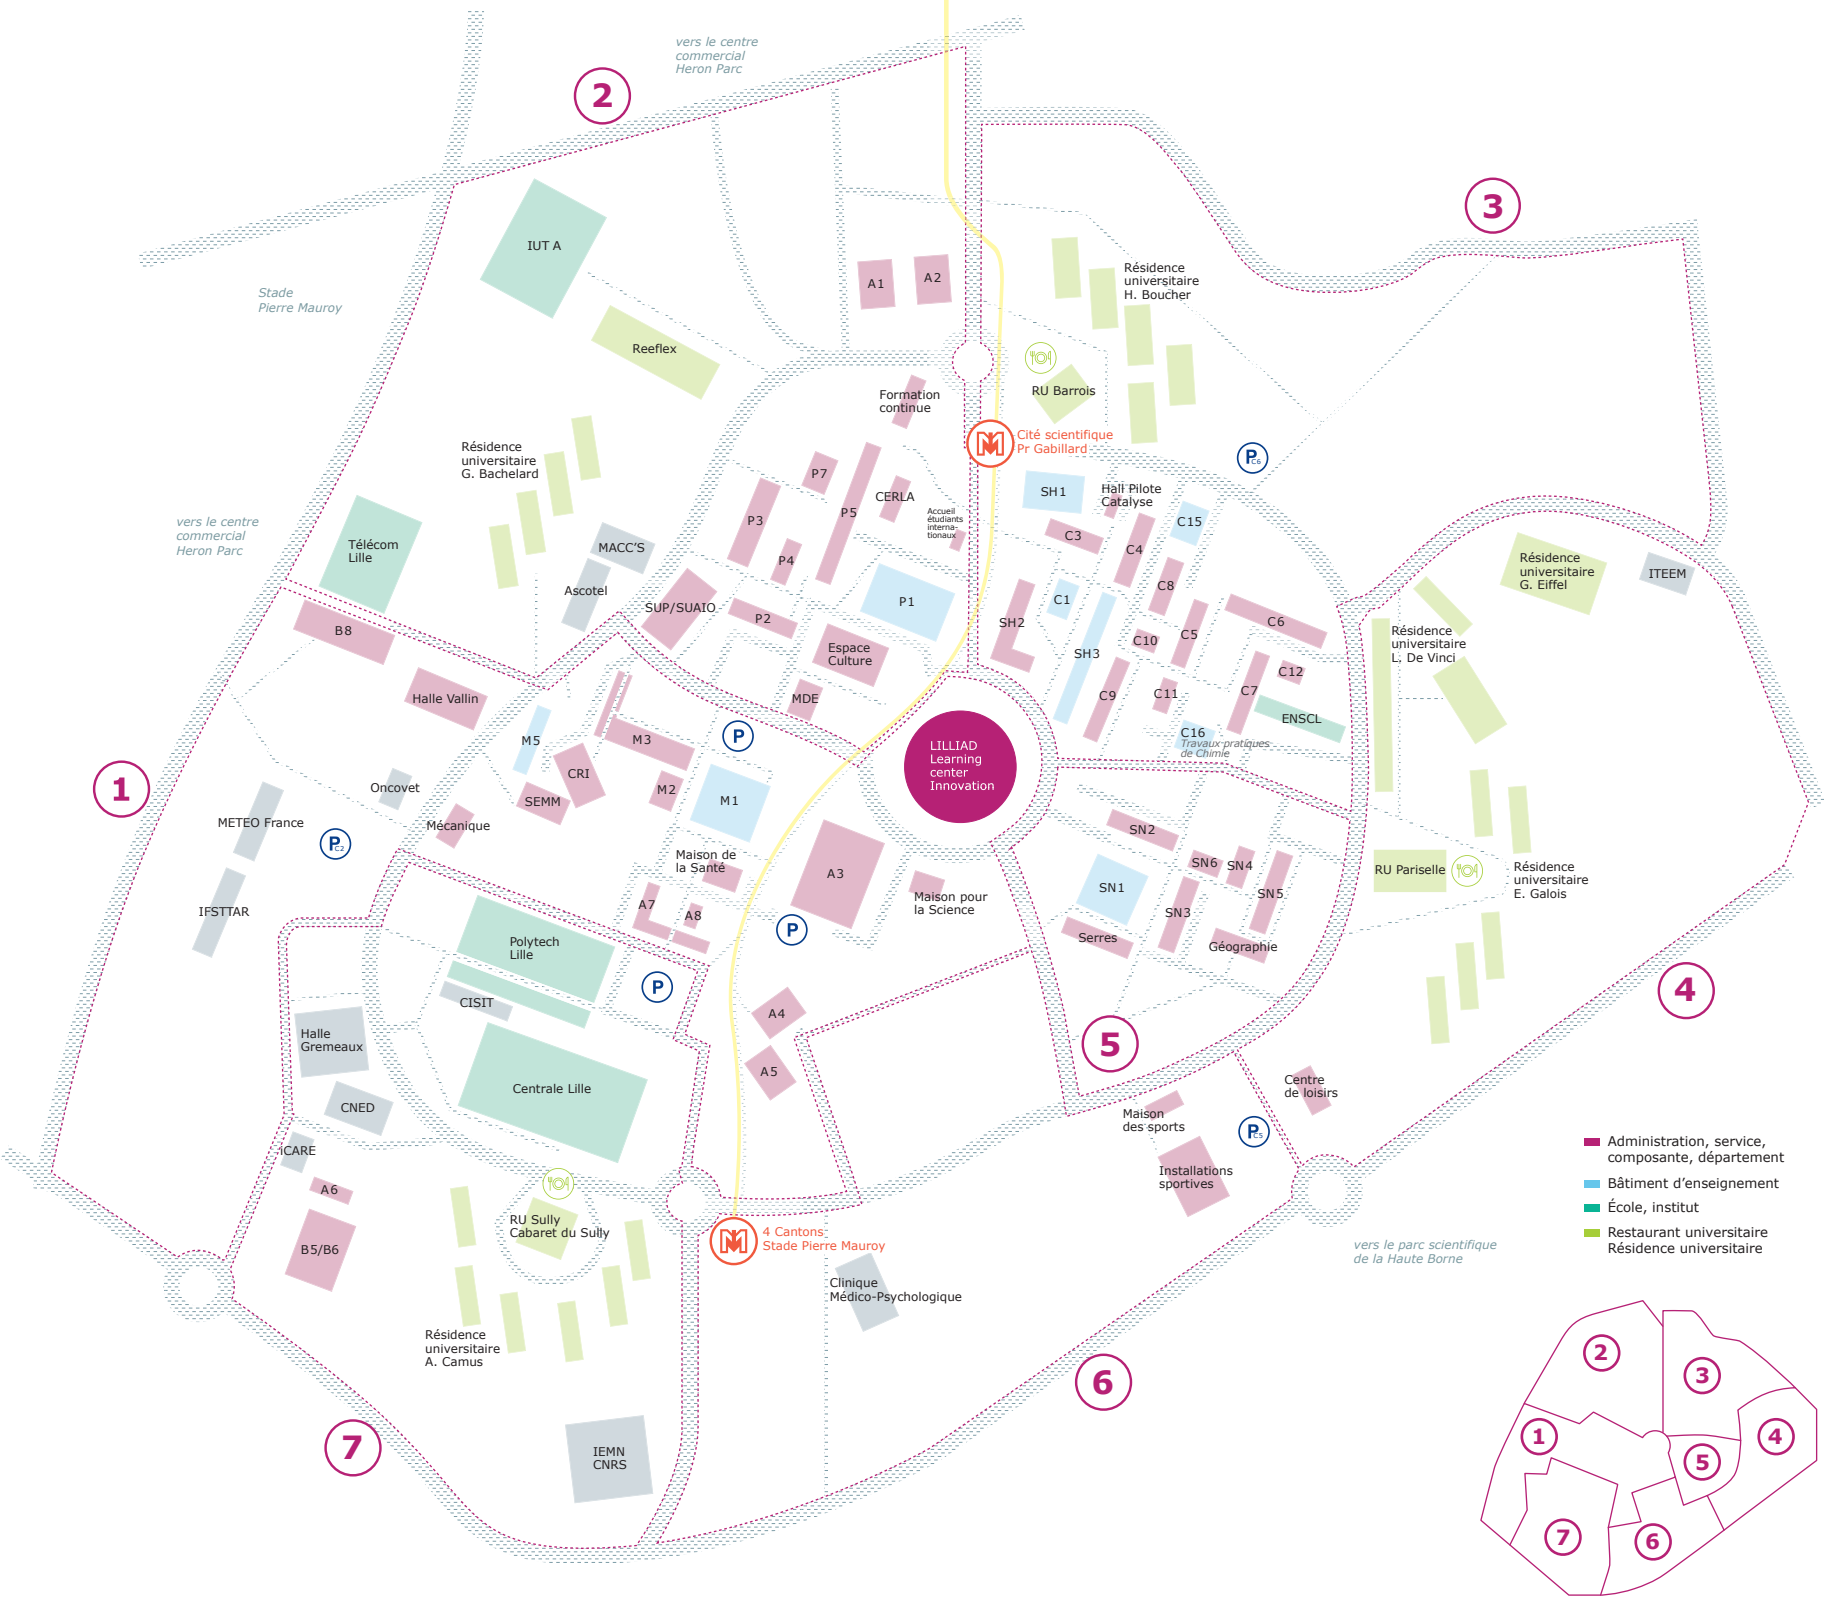 vers le centre
commercial
Heron Parc
2
3
IUT A
Stade
Pierre Mauroy
A1
A2
Résidence
universitaire
H. Boucher
Reeflex
RU Barrois
Formation
continue
Cité scientifique
Pr Gabillard
Résidence
universitaire
G. Bachelard
P7
P3
P5
P4
CERLA
Accueil
étudiants
interna-
tionaux
SH1
Hall Pilote
Catalyse
C15
C3
C4
P C6
vers le centre
commercial
Heron Parc
Télécom
Lille
MACC'S
Ascotel
SUP/SUAIO
P2
P1
Espace
Culture
MDE
SH2
C1
SH3
C8
C10
C5
C6
C12
C7
C9
C11
ENSCL
C16
Travaux pratiques
de Chimie
Résidence
universitaire
G. Eiffel
ITEEM
Résidence
universitaire
L. De Vinci
B8
Halle Vallin
M5
M3
P
CRI
SEMM
M2
M1
LILLIAD
Learning
center
Innovation
1
Oncovet
METEO France
P C2
Mécanique
IFSTTAR
Maison de
la Santé
A3
A7
A8
Maison pour
la Science
P
SN2
SN6
SN4
SN1
SN5
SN3
Serres
Géographie
RU Pariselle
Résidence
universitaire
E. Galois
4
Polytech
Lille
CISIT
P
Halle
Gremeaux
Centrale Lille
CNED
A4
A5
5
iCARE
A6
B5/B6
RU Sully
Cabaret du Sully
4 Cantons
Stade Pierre Mauroy
Maison
des sports
P C5
Centre
de loisirs
Installations
sportives
Clinique
Médico-Psychologique
Résidence
universitaire
A. Camus
IEMN
CNRS
7
6
vers le parc scientifique
de la Haute Borne
Administration, service,
composante, département
Bâtiment d'enseignement
École, institut
Restaurant universitaire
Résidence universitaire
2
3
1
4
5
7
6